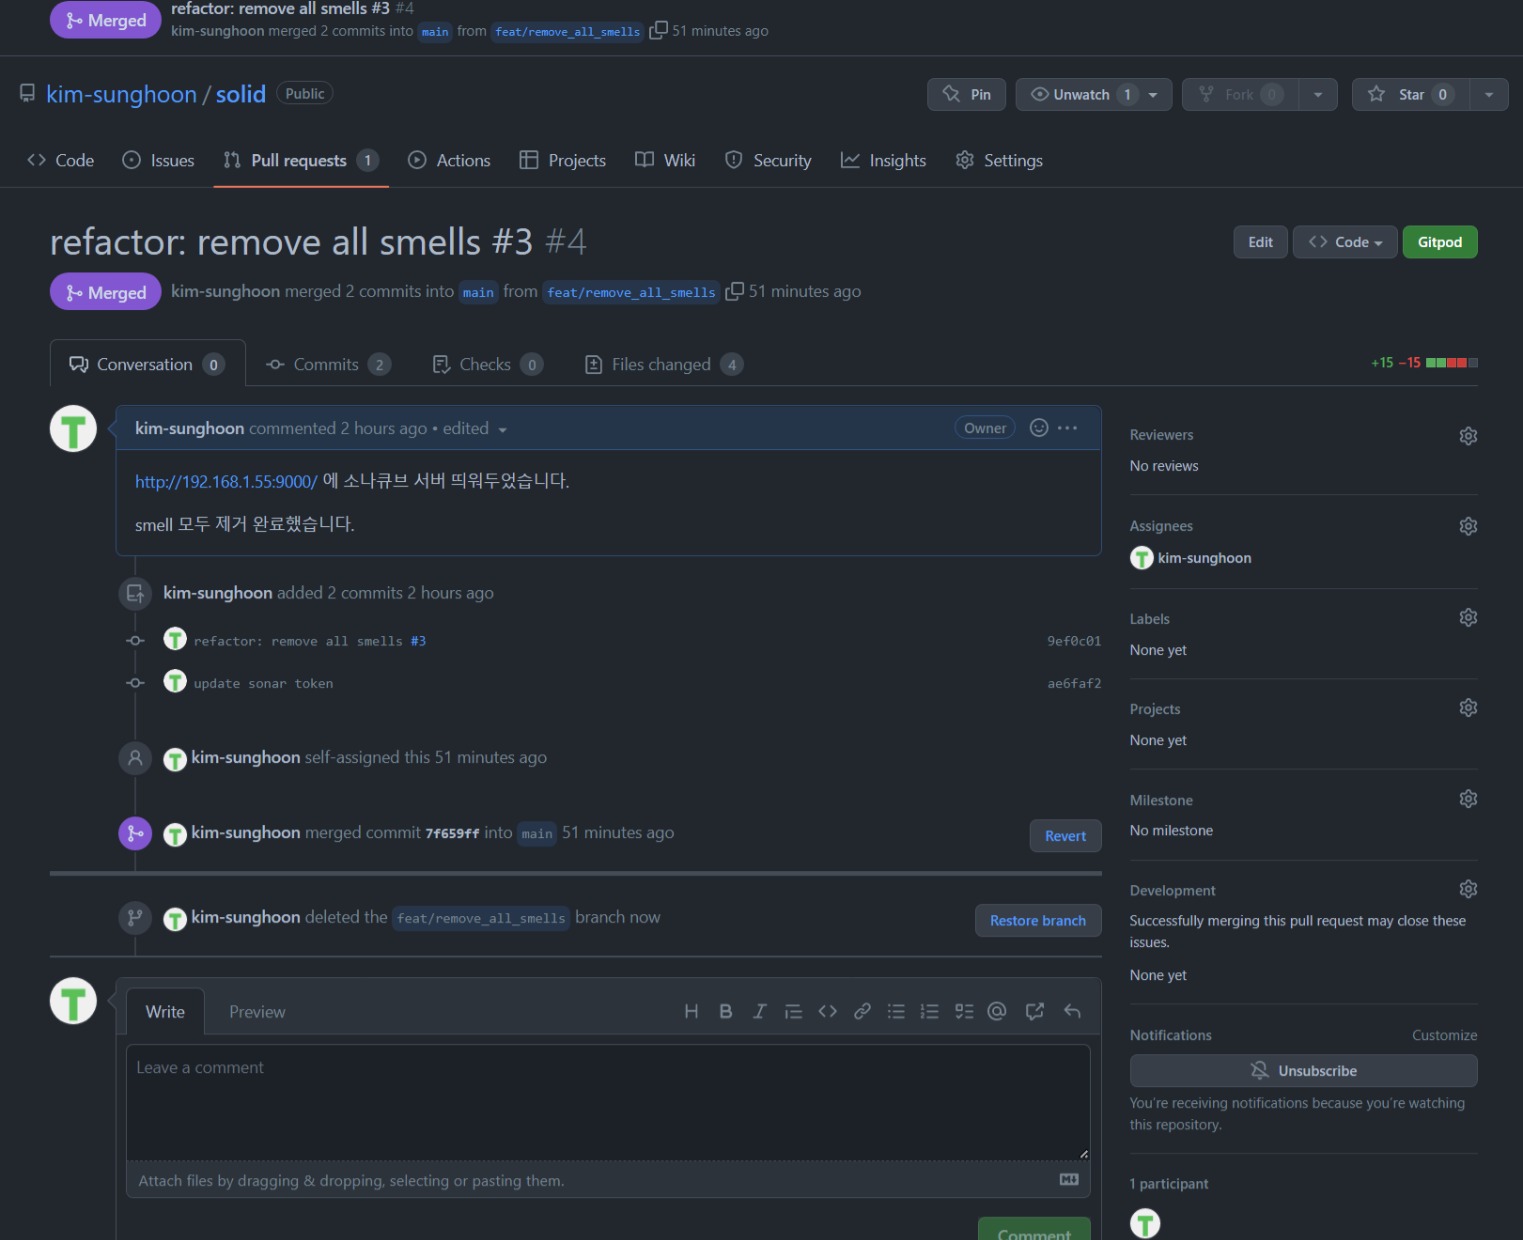 Merged
refactor: remove all smells #3 #4
kim-sunghoon merged 2 commits into main from feat/remove_all_smells 51 minutes ago
kim-sunghoon / solid Public
Pin
Unwatch 1
Fork 0
Star 0
Code
Issues
Pull requests 1
Actions
Projects
Wiki
Security
Insights
Settings
refactor: remove all smells #3 #4
Edit
Code
Gitpod
Merged
kim-sunghoon merged 2 commits into main from feat/remove_all_smells 51 minutes ago
Conversation 0
Commits 2
Checks 0
Files changed 4
+15 −15
kim-sunghoon commented 2 hours ago • edited
Owner
http://192.168.1.55:9000/ 에 소나큐브 서버 띄워두었습니다.
smell 모두 제거 완료했습니다.
kim-sunghoon added 2 commits 2 hours ago
refactor: remove all smells #3
9ef0c01
update sonar token
ae6faf2
kim-sunghoon self-assigned this 51 minutes ago
kim-sunghoon merged commit 7f659ff into main 51 minutes ago
Revert
kim-sunghoon deleted the feat/remove_all_smells branch now
Restore branch
Write
Preview
Leave a comment
Attach files by dragging & dropping, selecting or pasting them.
Comment
Reviewers
No reviews
Assignees
kim-sunghoon
Labels
None yet
Projects
None yet
Milestone
No milestone
Development
Successfully merging this pull request may close these
issues.
None yet
Notifications
Customize
Unsubscribe
You're receiving notifications because you're watching
this repository.
1 participant